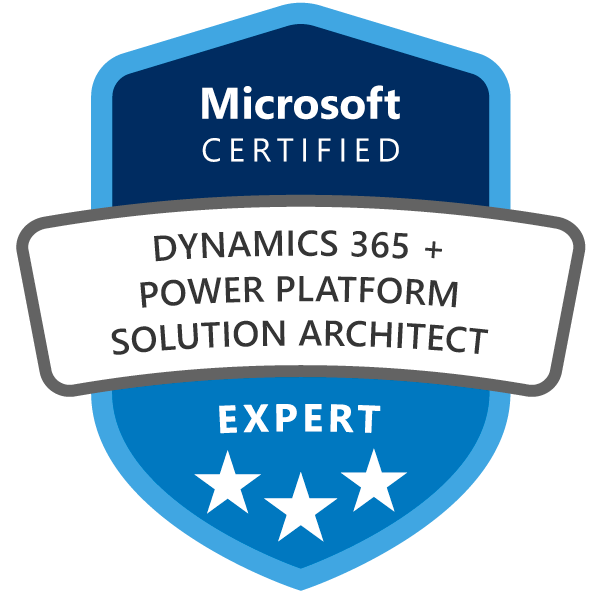 Microsoft
CERTIFIED
DYNAMICS 365 +
POWER PLATFORM
SOLUTION ARCHITECT
EXPERT